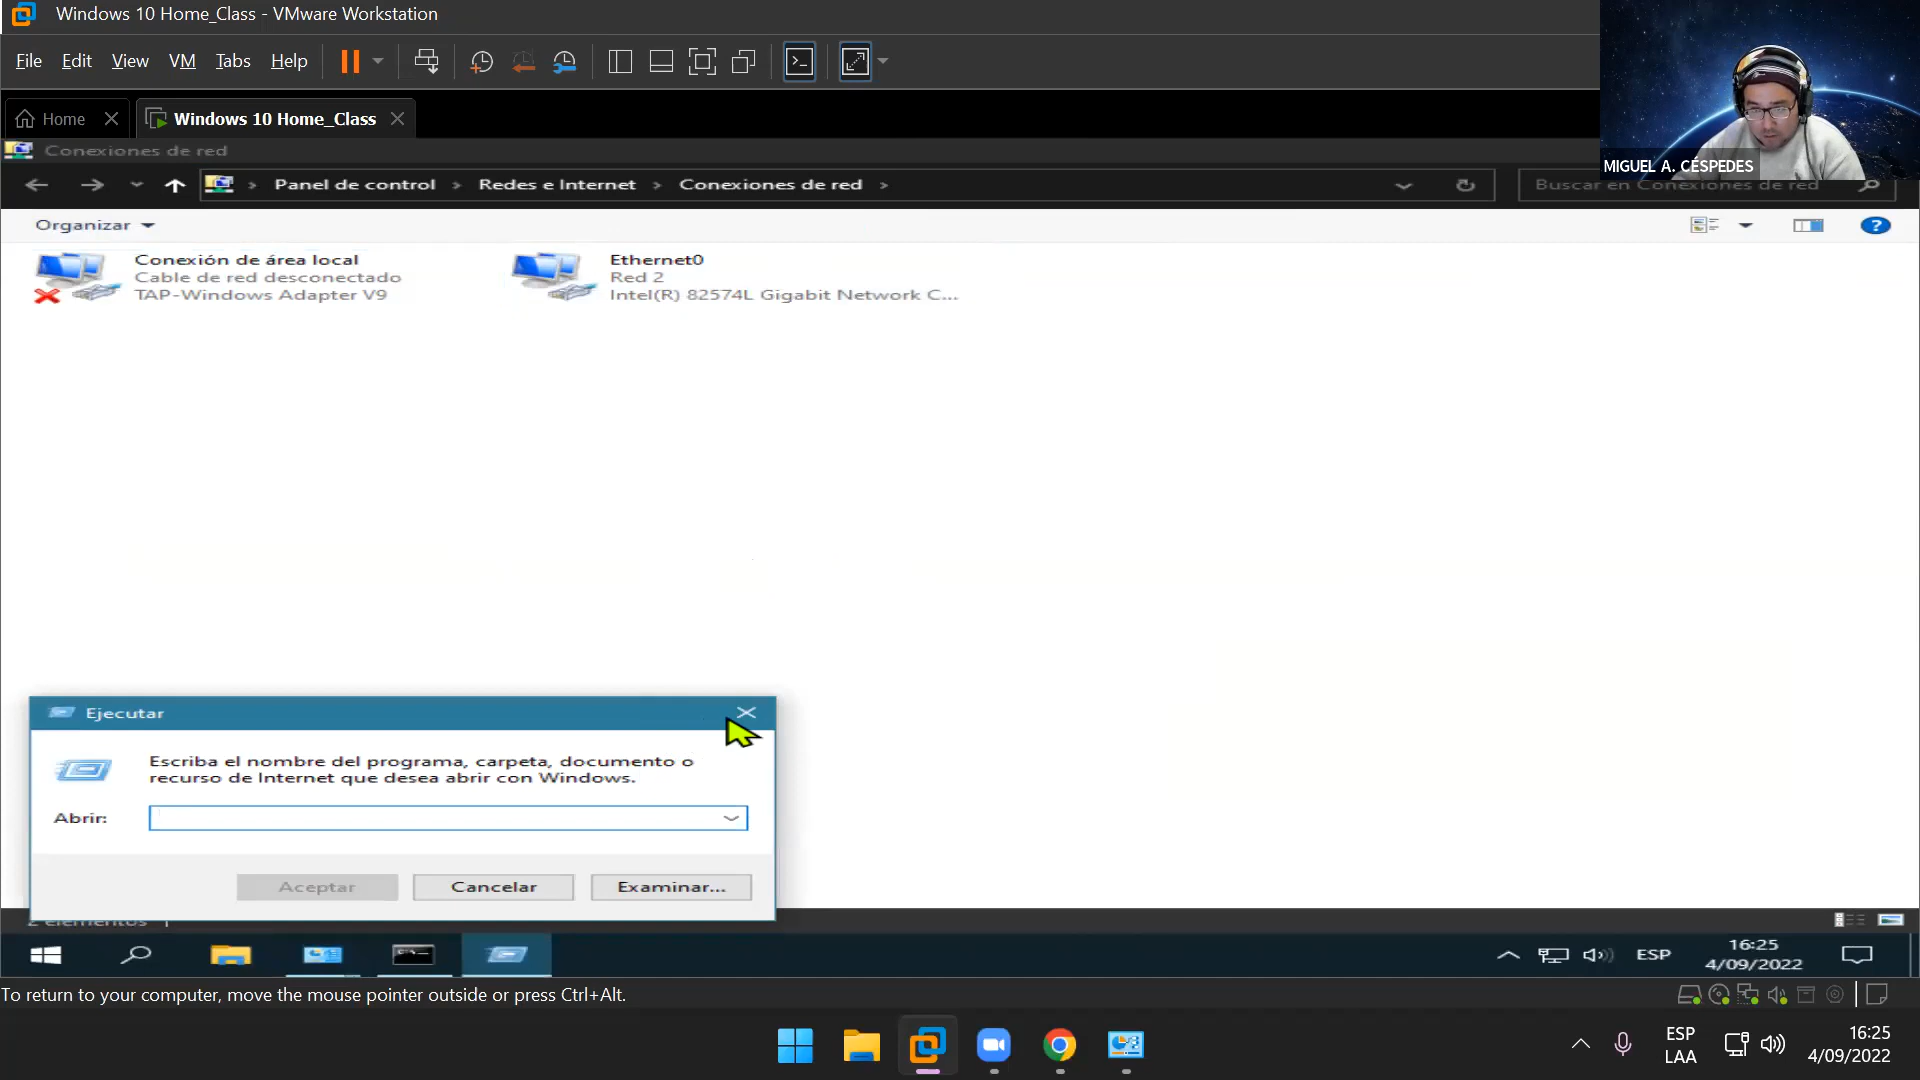 Windows 10 Home_Class - VMware Workstation
File Edit View VM Tabs Help
Home
Windows 10 Home_Class
MIGUEL A. CÉSPEDES
Conexiones de red
Panel de control > Redes e Internet > Conexiones de red >
Buscar en Conexiones de red
Organizar
Conexión de área local
Cable de red desconectado
TAP-Windows Adapter V9
Ethernet0
Red 2
Intel(R) 82574L Gigabit Network C...
Ejecutar
Escriba el nombre del programa, carpeta, documento o
recurso de Internet que desea abrir con Windows.
Abrir:
Aceptar Cancelar Examinar...
2 elementos
ESP
16:25
4/09/2022
To return to your computer, move the mouse pointer outside or press Ctrl+Alt.
ESP
LAA
16:25
4/09/2022